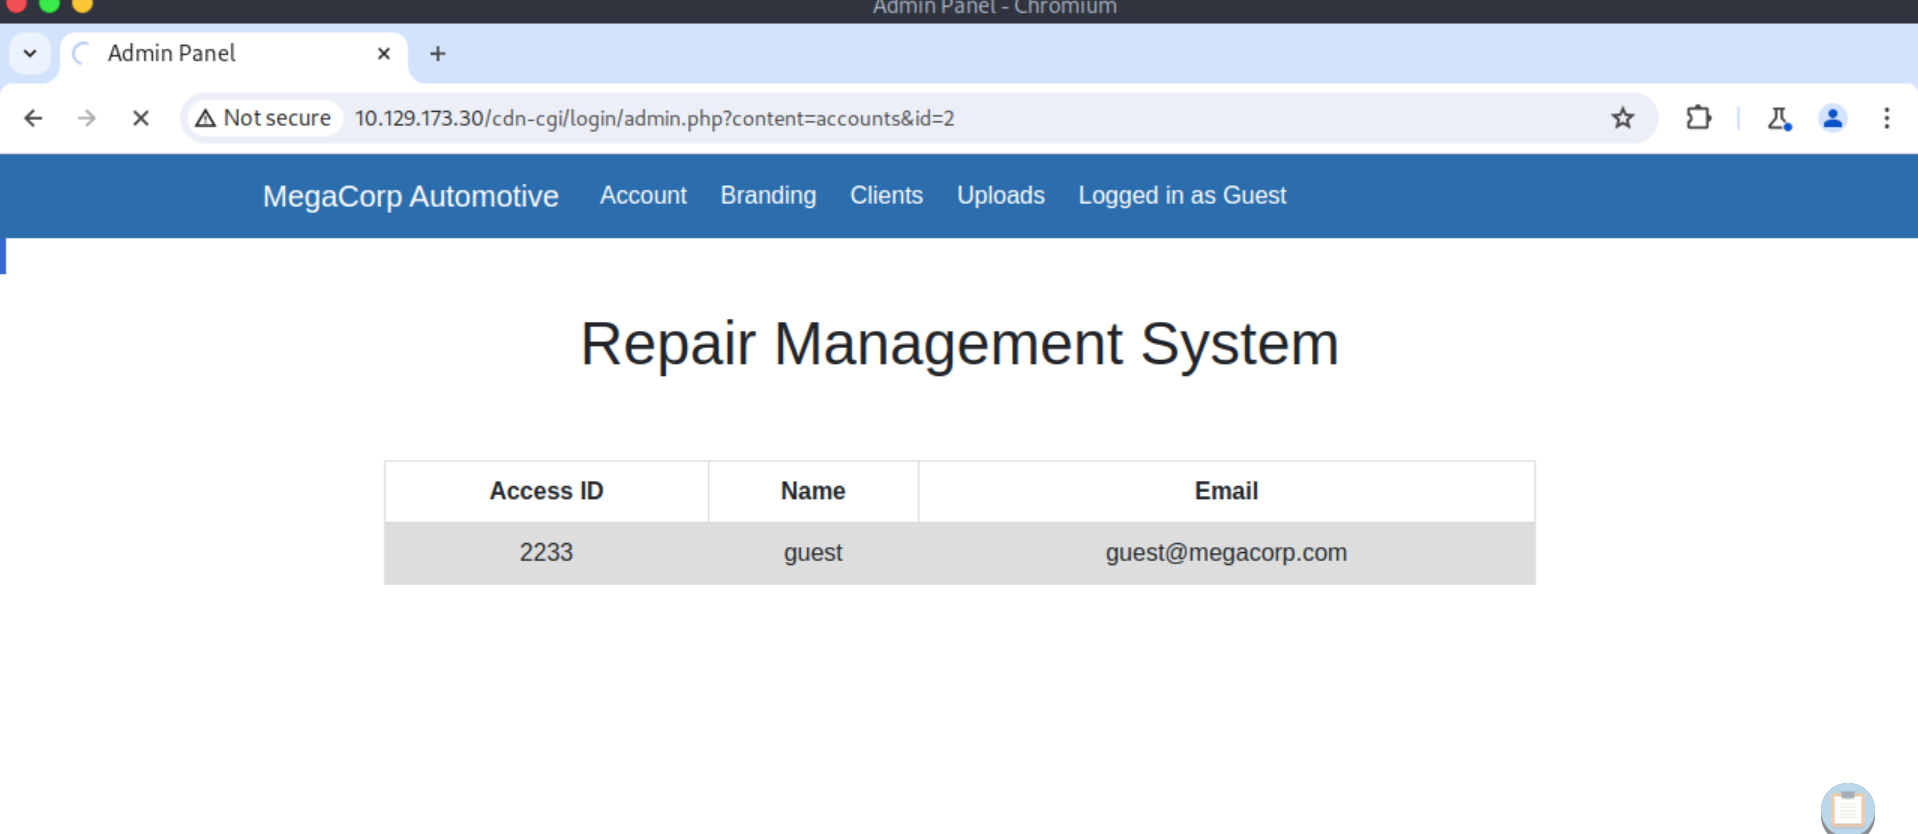 Admin Panel - Chromium
Admin Panel
Not secure 10.129.173.30/cdn-cgi/login/admin.php?content=accounts&id=2
MegaCorp Automotive Account Branding Clients Uploads Logged in as Guest
Repair Management System
Access ID Name Email
2233 guest guest@megacorp.com